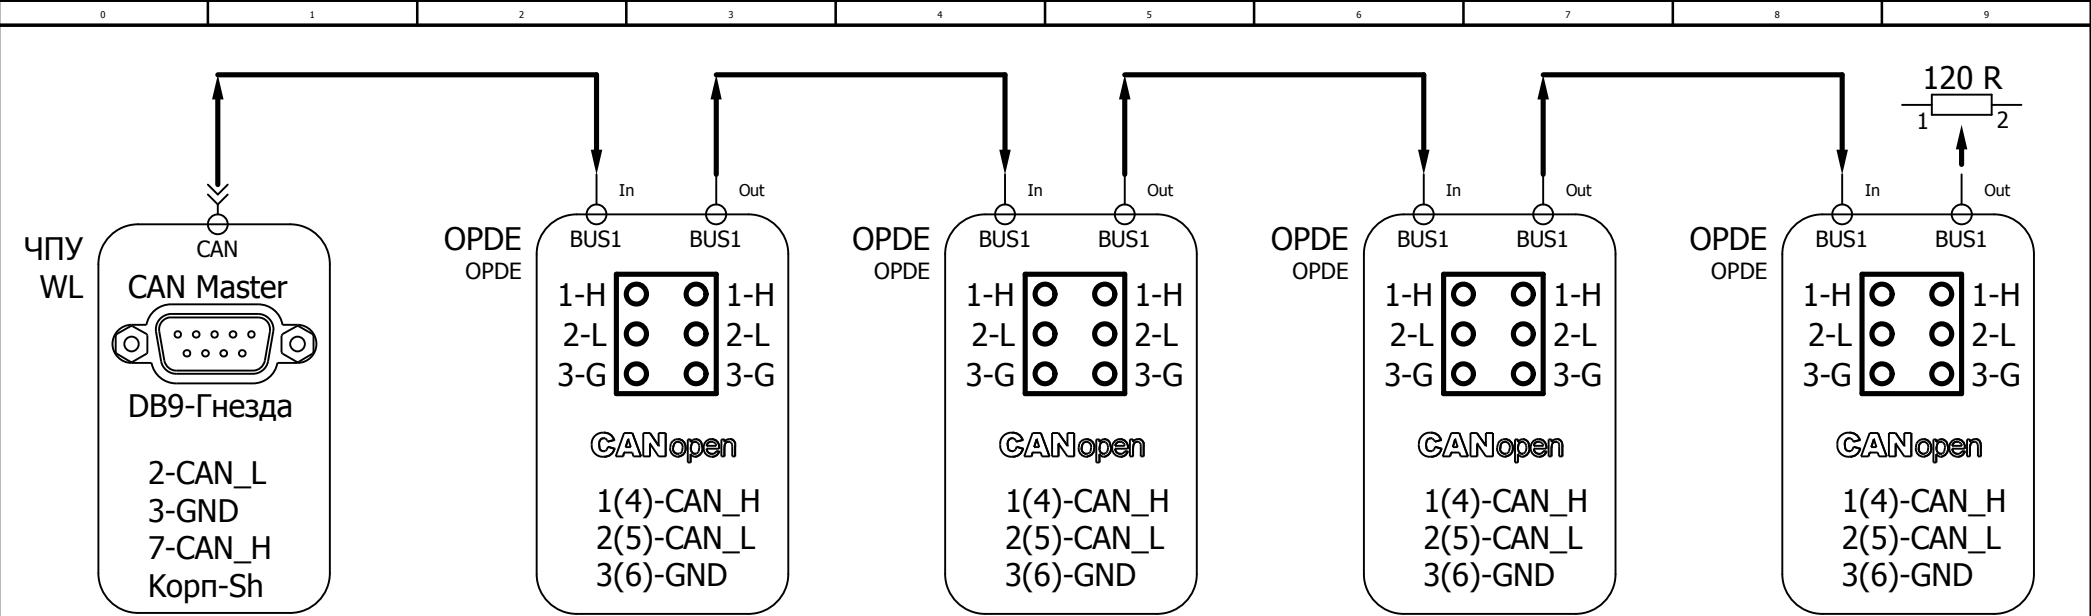 0 1 2 3 4 5 6 7 8 9
120 R
1 2
In Out In Out In Out In Out
ЧПУ
WL
CAN
CAN Master
DB9-Гнезда
2-CAN_L
3-GND
7-CAN_H
Корп-Sh
OPDE
OPDE
BUS1 BUS1
1-H 1-H
2-L 2-L
3-G 3-G
CANopen
1(4)-CAN_H
2(5)-CAN_L
3(6)-GND
OPDE
OPDE
BUS1 BUS1
1-H 1-H
2-L 2-L
3-G 3-G
CANopen
1(4)-CAN_H
2(5)-CAN_L
3(6)-GND
OPDE
OPDE
BUS1 BUS1
1-H 1-H
2-L 2-L
3-G 3-G
CANopen
1(4)-CAN_H
2(5)-CAN_L
3(6)-GND
OPDE
OPDE
BUS1 BUS1
1-H 1-H
2-L 2-L
3-G 3-G
CANopen
1(4)-CAN_H
2(5)-CAN_L
3(6)-GND